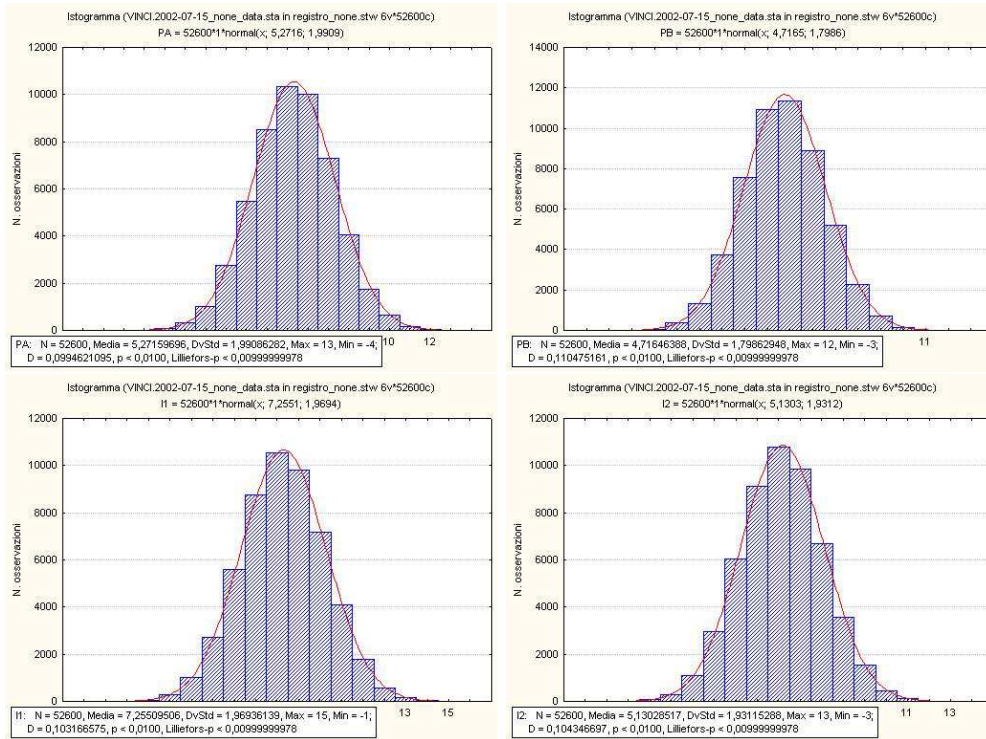 Istogramma (VINCI.2002-07-15_none_data.sta in registro_none.stw 6v*52600c)
PA = 52600*1*normal(x; 5,2716; 1,9909)
12000
10000
8000
6000
4000
2000
0
N. osservazioni
10 12
PA: N = 52600, Media = 5,27159696, DvStd = 1,99086282, Max = 13, Min = -4;
D = 0,0994621095, p < 0,0100, Lilliefors-p < 0,00999999978
Istogramma (VINCI.2002-07-15_none_data.sta in registro_none.stw 6v*52600c)
PB = 52600*1*normal(x; 4,7165; 1,7986)
14000
12000
10000
8000
6000
4000
2000
0
N. osservazioni
11
PB: N = 52600, Media = 4,71646388, DvStd = 1,79862948, Max = 12, Min = -3;
D = 0,110475161, p < 0,0100, Lilliefors-p < 0,00999999978
Istogramma (VINCI.2002-07-15_none_data.sta in registro_none.stw 6v*52600c)
I1 = 52600*1*normal(x; 7,2551; 1,9694)
12000
10000
8000
6000
4000
2000
0
N. osservazioni
13 15
I1: N = 52600, Media = 7,25509506, DvStd = 1,96936139, Max = 15, Min = -1;
D = 0,103166575, p < 0,0100, Lilliefors-p < 0,00999999978
Istogramma (VINCI.2002-07-15_none_data.sta in registro_none.stw 6v*52600c)
I2 = 52600*1*normal(x; 5,1303; 1,9312)
12000
10000
8000
6000
4000
2000
0
N. osservazioni
11 13
I2: N = 52600, Media = 5,13028517, DvStd = 1,93115288, Max = 13, Min = -3;
D = 0,104346697, p < 0,0100, Lilliefors-p < 0,00999999978